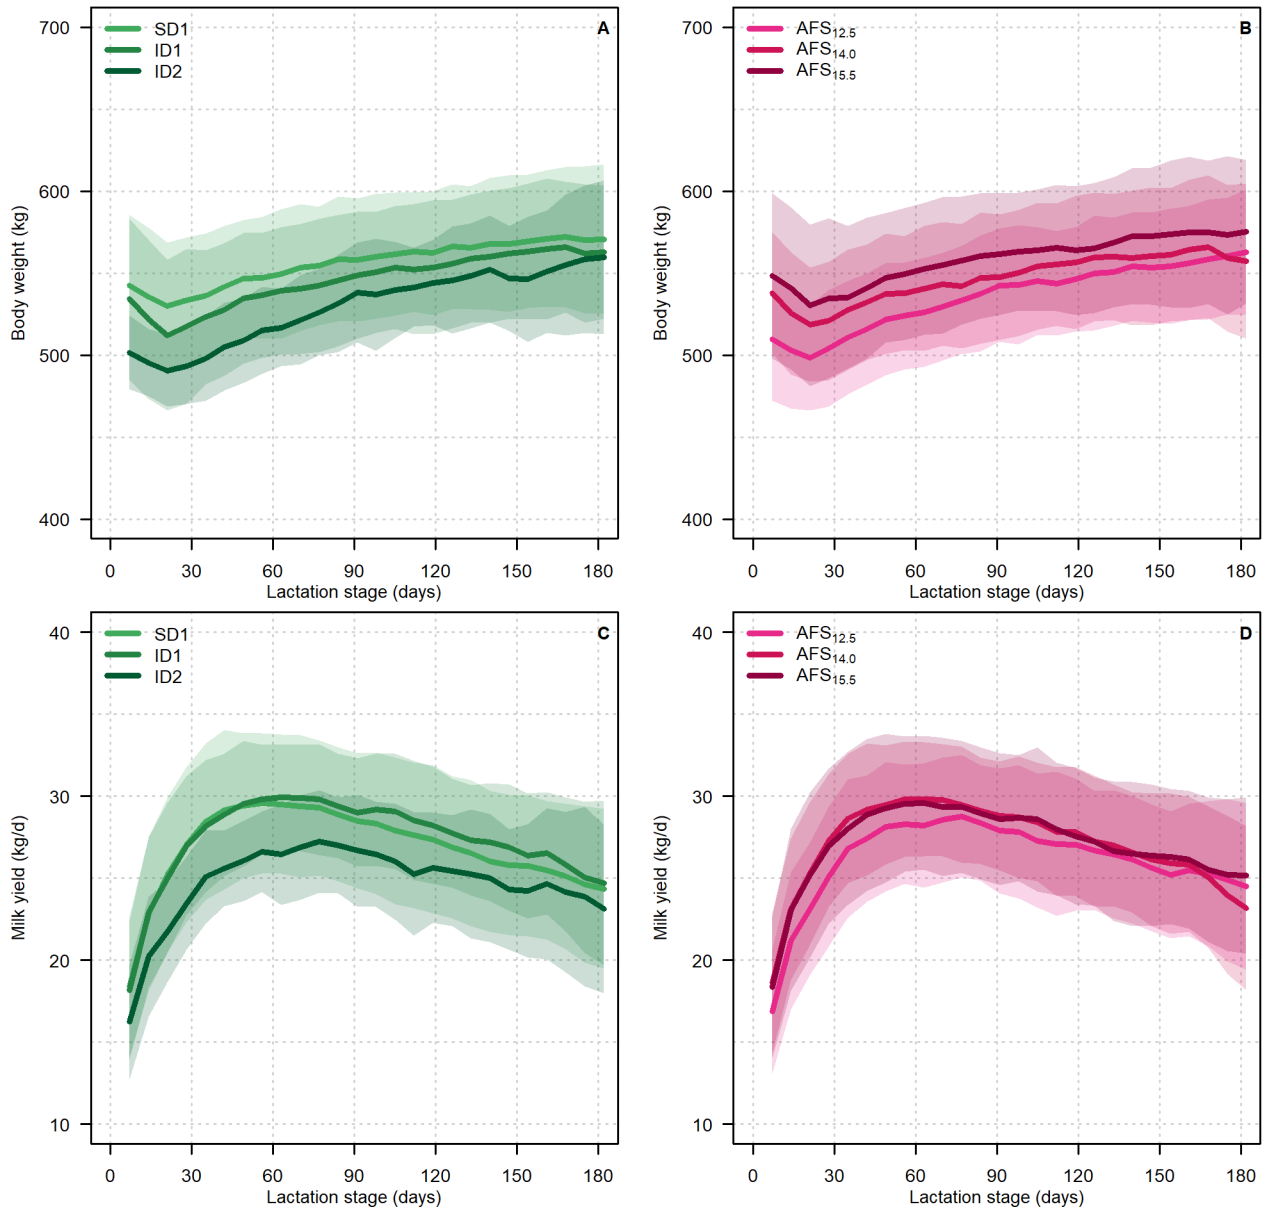 A
SD1
ID1
ID2
700
600
500
400
Body weight (kg)
0 30 60 90 120 150 180
Lactation stage (days)
B
AFS12.5
AFS14.0
AFS15.5
700
600
500
400
Body weight (kg)
0 30 60 90 120 150 180
Lactation stage (days)
C
SD1
ID1
ID2
40
30
20
10
Milk yield (kg/d)
0 30 60 90 120 150 180
Lactation stage (days)
D
AFS12.5
AFS14.0
AFS15.5
40
30
20
10
Milk yield (kg/d)
0 30 60 90 120 150 180
Lactation stage (days)